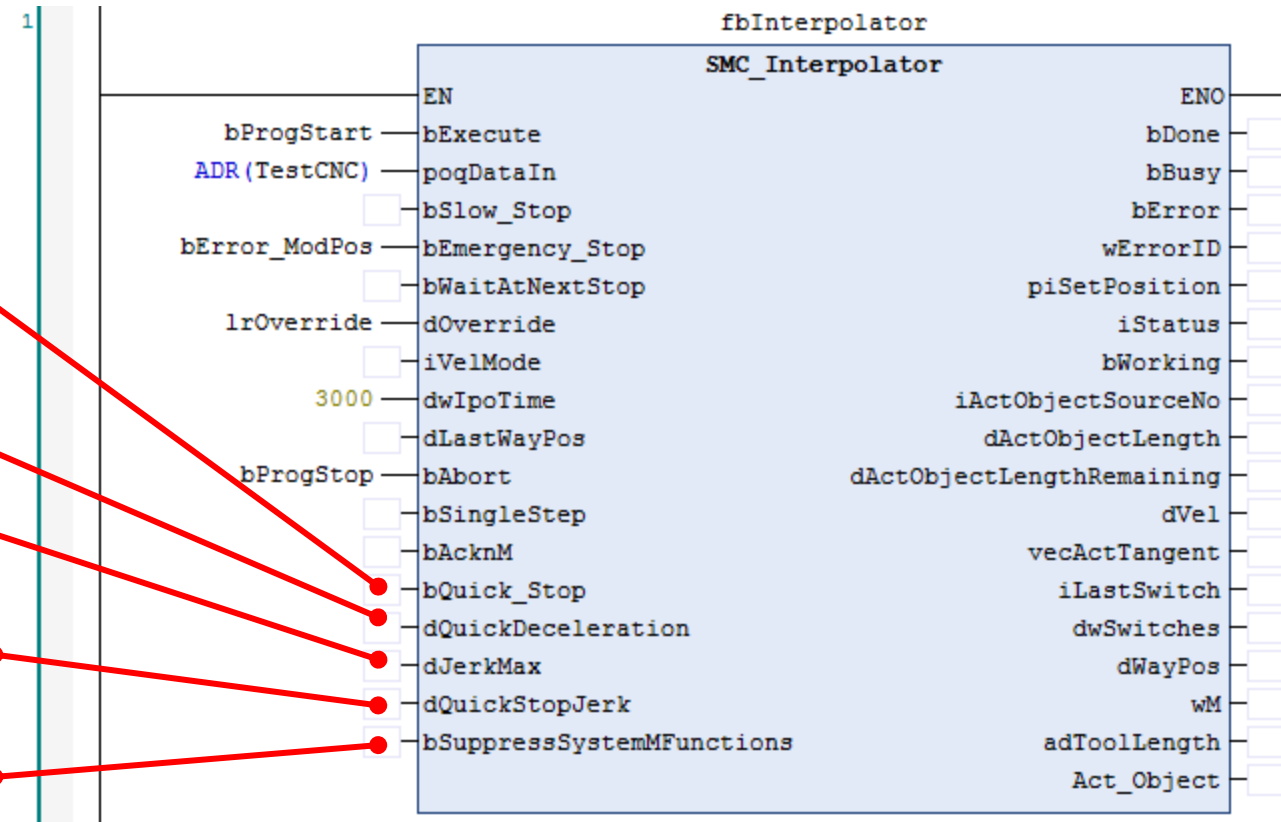 1
fbInterpolator
SMC_Interpolator
EN ENO
bProgStart bExecute bDone
ADR(TestCNC) poqDataIn bBusy
bSlow_Stop bError
bError_ModPos bEmergency_Stop wErrorID
bWaitAtNextStop piSetPosition
lrOverride dOverride iStatus
iVelMode bWorking
3000 dwIpoTime iActObjectSourceNo
dLastWayPos dActObjectLength
bProgStop bAbort dActObjectLengthRemaining
bSingleStep dVel
bAcknM vecActTangent
bQuick_Stop iLastSwitch
dQuickDeceleration dwSwitches
dJerkMax dWayPos
dQuickStopJerk wM
bSuppressSystemMFunctions adToolLength
Act_Object